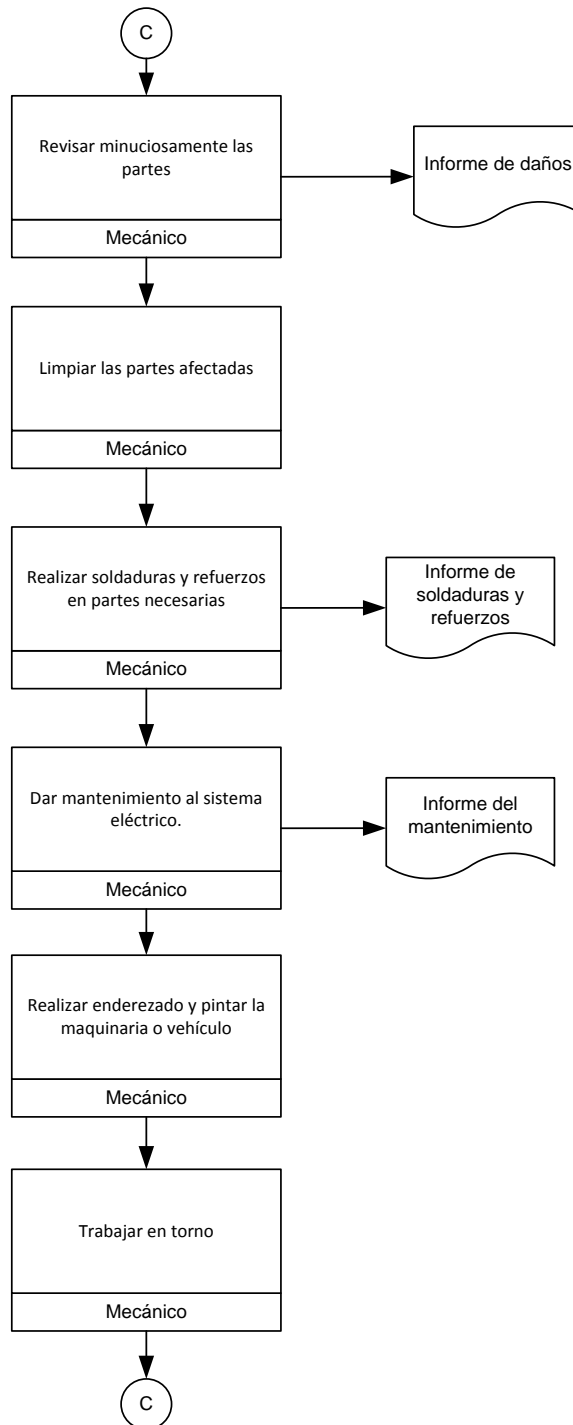 C
Revisar minuciosamente las
partes
Informe de daños
Mecánico
Limpiar las partes afectadas
Mecánico
Realizar soldaduras y refuerzos
en partes necesarias
Informe de
soldaduras y
refuerzos
Mecánico
Dar mantenimiento al sistema
eléctrico.
Informe del
mantenimiento
Mecánico
Realizar enderezado y pintar la
maquinaria o vehículo
Mecánico
Trabajar en torno
Mecánico
C